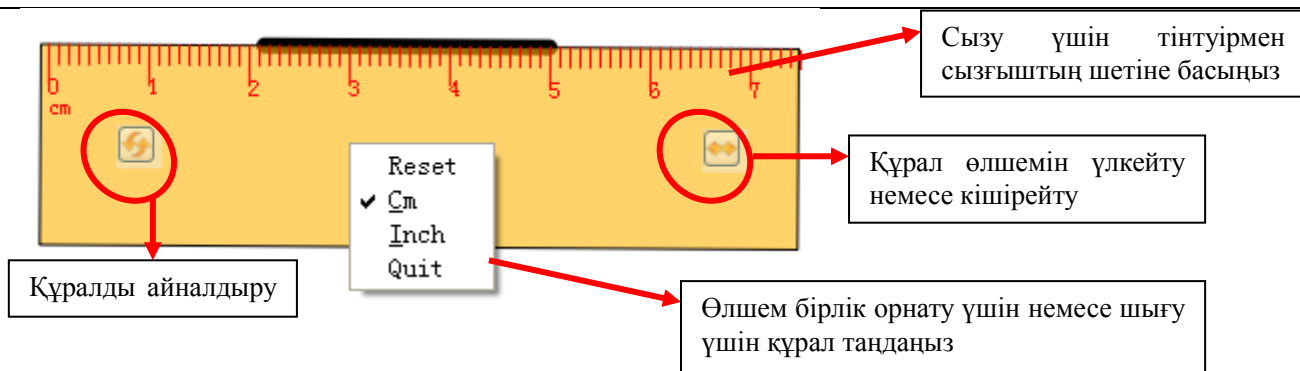 Сызу үшін тінтуірмен
сызғыштың шетіне басыңыз
0 1 2 3 4 5 6 7
cm
Құрал өлшемін үлкейту
немесе кішірейту
Reset
Cm
Inch
Quit
Құралды айналдыру
Өлшем бірлік орнату үшін немесе шығу
үшін құрал таңдаңыз